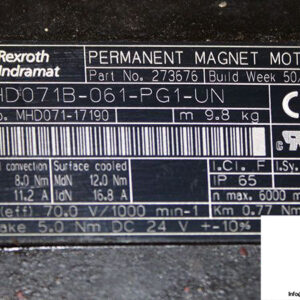 Rexroth
Indramat
PERMANENT MAGNET MOT
Part No. 273676 Build Week 50/
HD071B-061-PG1-UN
No. MHD071-17190 m 9.8 kg
convection Surface cooled I.Cl. F
8.0 Nm MdN 12.0 Nm IP 65
11.2 A IdN 16.8 A n max. 6000 m
(eff) 70.0 V/1000 min-1 Km 0.77 Nm
ake 5.0 Nm DC 24 V +-10%